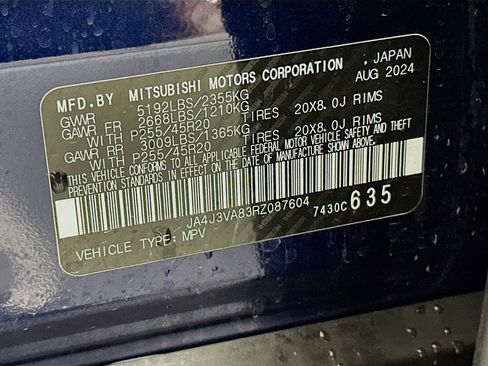 MFD.BY MITSUBISHI MOTORS CORPORATION , JAPAN
GVWR 5192LBS/2355KG AUG 2024
GAWR FR 2668LBS/1210KG
WITH P255/45R20 TIRES 20X8.0J RIMS
GAWR RR 3009LBS/1365KG
WITH P255/45R20 TIRES 20X8.0J RIMS
THIS VEHICLE CONFORMS TO ALL APPLICABLE FEDERAL MOTOR VEHICLE SAFETY AND THEFT
PREVENTION STANDARDS IN EFFECT ON THE DATE OF MANUFACTURE SHOWN ABOVE.
JA4J3VA83RZ087604 7430C 635
VEHICLE TYPE: MPV